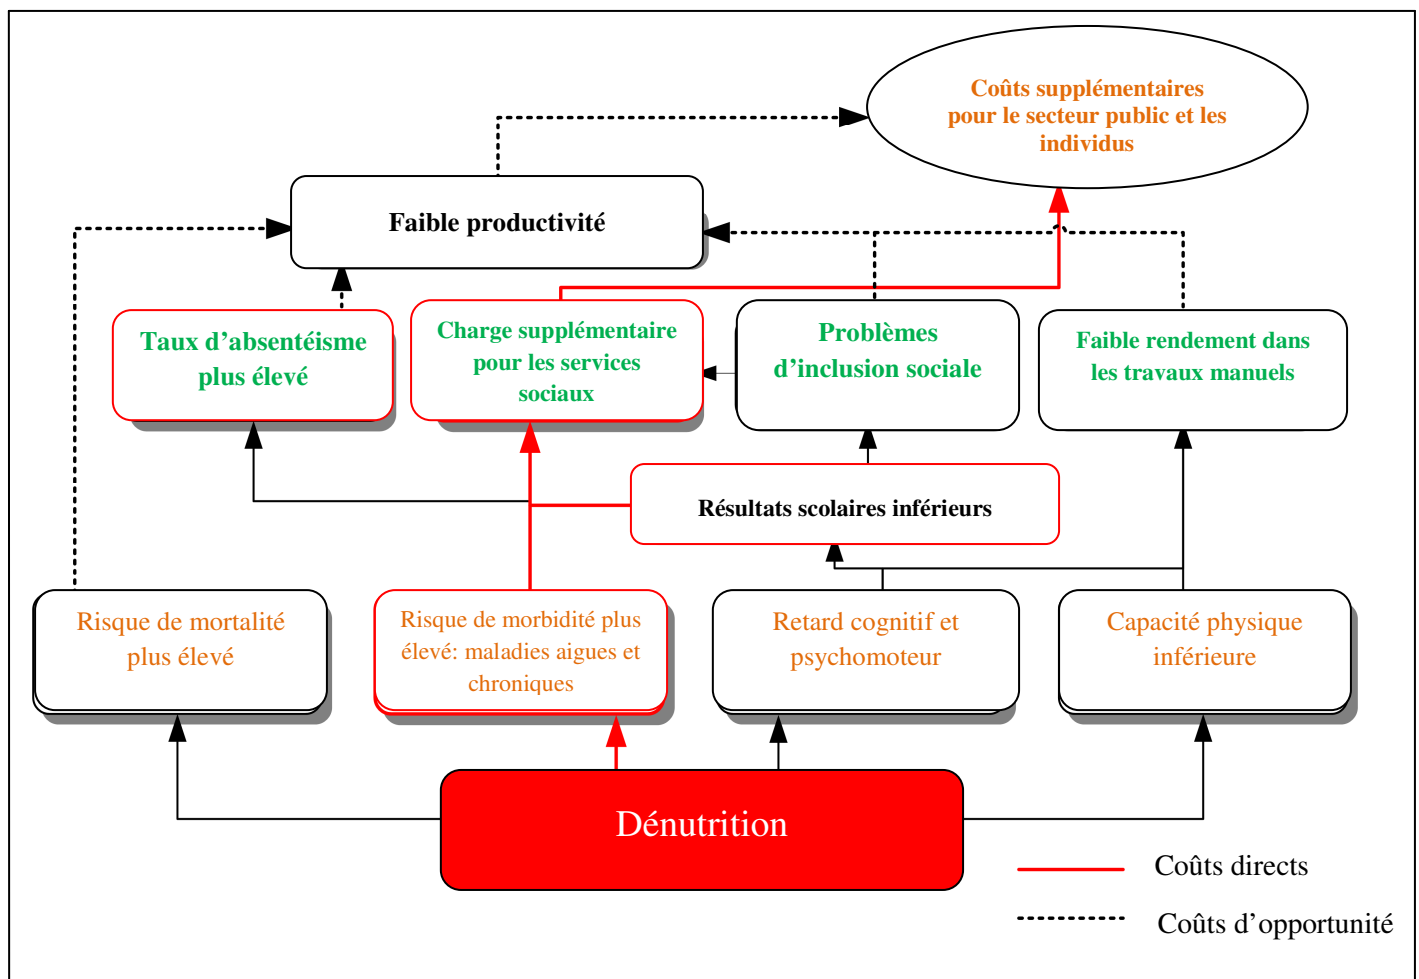 Coûts supplémentaires
pour le secteur public et les
individus
Faible productivité
Taux d’absentéisme
plus élevé
Charge supplémentaire
pour les services
sociaux
Problèmes
d’inclusion sociale
Faible rendement dans
les travaux manuels
Résultats scolaires inférieurs
Risque de mortalité
plus élevé
Risque de morbidité plus
élevé: maladies aigues et
chroniques
Retard cognitif et
psychomoteur
Capacité physique
inférieure
Dénutrition
Coûts directs
Coûts d’opportunité